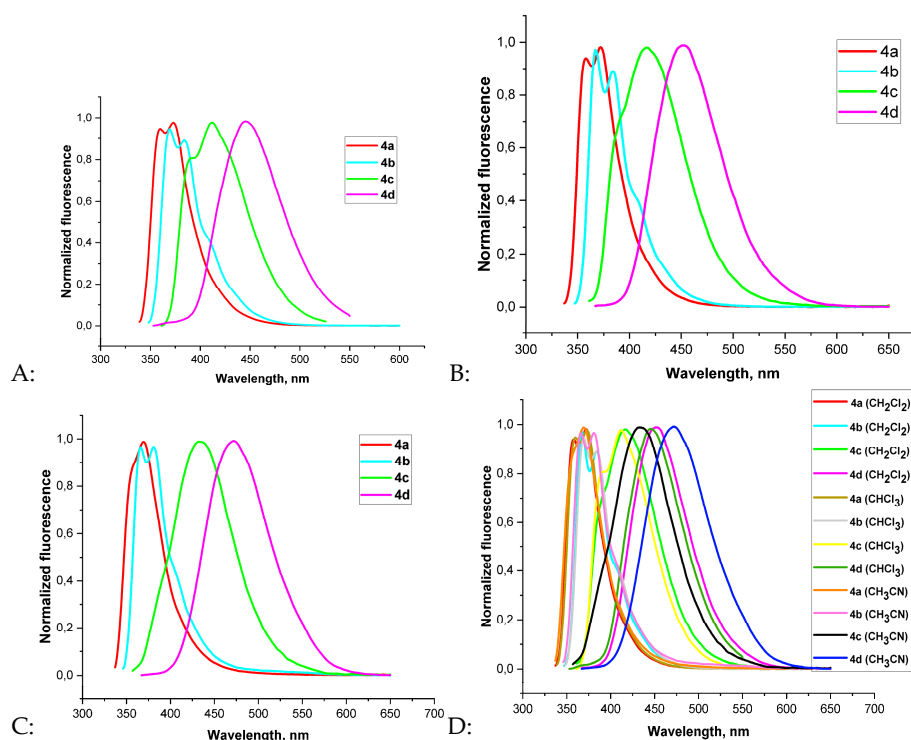 A:
Normalized fluorescence
1,0
0,8
0,6
0,4
0,2
0,0
300 350 400 450 500 550 600
Wavelength, nm
4a
4b
4c
4d
B:
Normalized fluorescence
1,0
0,8
0,6
0,4
0,2
0,0
300 350 400 450 500 550 600 650
Wavelength, nm
4a
4b
4c
4d
C:
Normalized fluorescence
1,0
0,8
0,6
0,4
0,2
0,0
300 350 400 450 500 550 600 650 700
Wavelength, nm
4a
4b
4c
4d
D:
Normalized fluorescence
1,0
0,8
0,6
0,4
0,2
0,0
300 350 400 450 500 550 600 650 700
Wavelength, nm
4a (CH₂Cl₂)
4b (CH₂Cl₂)
4c (CH₂Cl₂)
4d (CH₂Cl₂)
4a (CHCl₃)
4b (CHCl₃)
4c (CHCl₃)
4d (CHCl₃)
4a (CH₃CN)
4b (CH₃CN)
4c (CH₃CN)
4d (CH₃CN)